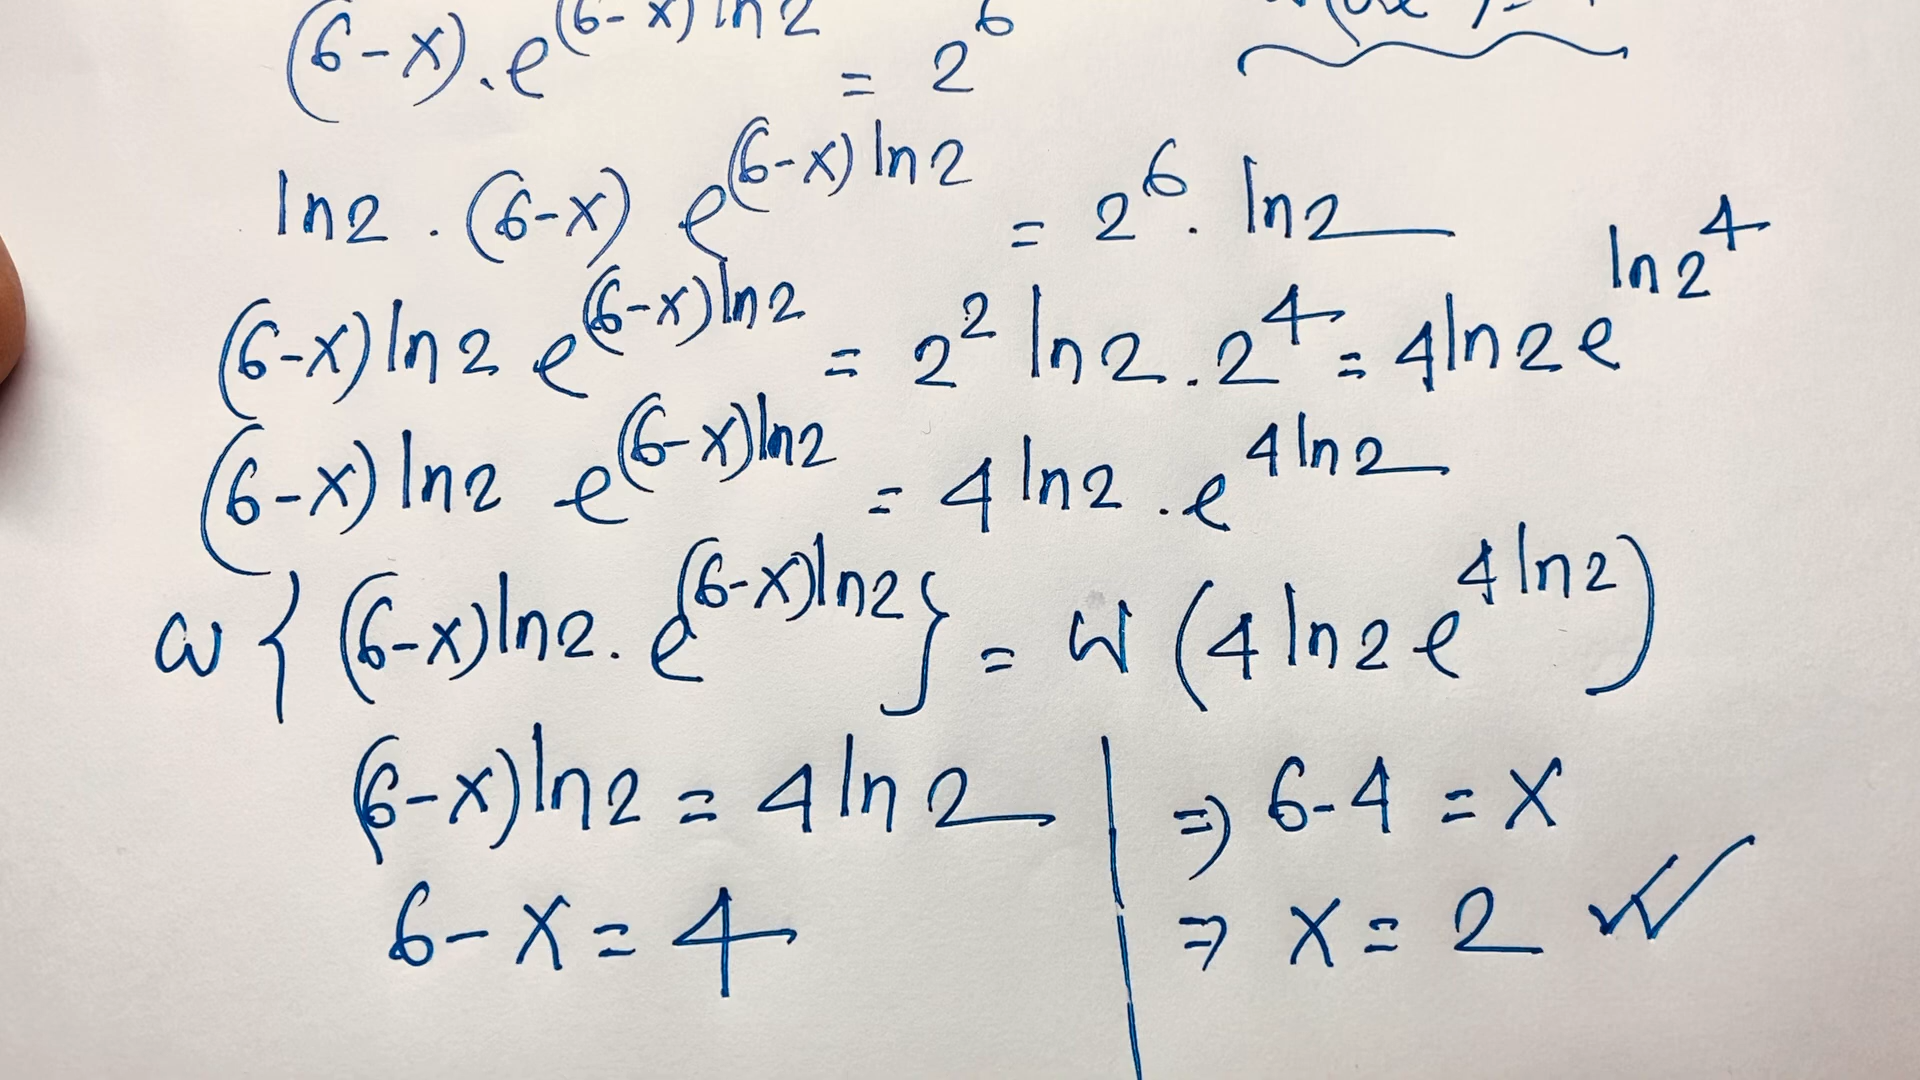 (6-x).e^(6-x)ln2 = 2^6
ln2 . (6-x) e^(6-x)ln2 = 2^6 . ln2
(6-x)ln2 e^(6-x)ln2 = 2^2 ln2 . 2^4 = 4ln2 e^ln2^4
(6-x)ln2 e^(6-x)ln2 = 4ln2 . e^4ln2
W{(6-x)ln2. e^(6-x)ln2} = W(4ln2e^4ln2)
(6-x)ln2 = 4ln2
6-x = 4
⇒ 6-4 = x
⇒ x = 2